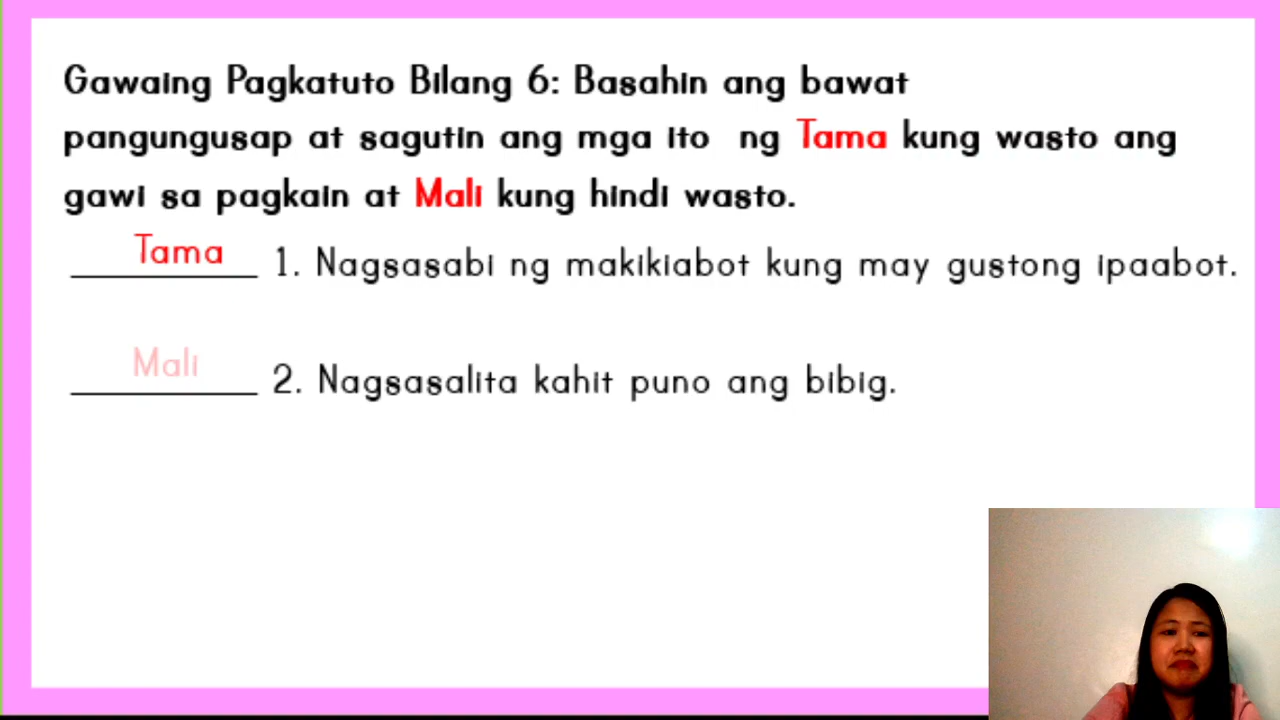 Gawaing Pagkatuto Bilang 6: Basahin ang bawat
pangungusap at sagutin ang mga ito ng Tama kung wasto ang
gawi sa pagkain at Mali kung hindi wasto.
Tama 1. Nagsasabi ng makikiabot kung may gustong ipaabot.
Mali 2. Nagsasalita kahit puno ang bibig.